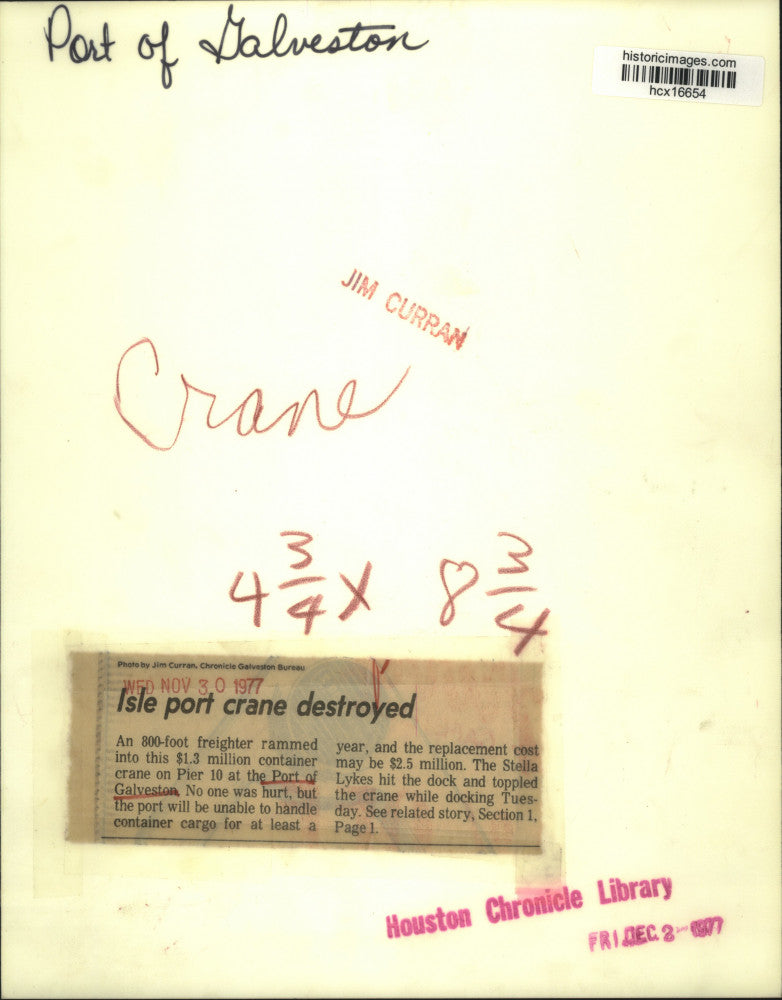 Port of Galveston
historicimages.com
hcx16654
JIM CURRAN
Crane
4 3/4 X 8 3/4
Photo by Jim Curran, Chronicle Galveston Bureau
WED NOV 30 1977
Isle port crane destroyed
An 800-foot freighter rammed
into this $1.3 million container
crane on Pier 10 at the Port of
Galveston. No one was hurt, but
the port will be unable to handle
container cargo for at least a
year, and the replacement cost
may be $2.5 million. The Stella
Lykes hit the dock and toppled
the crane while docking Tues-
day. See related story, Section 1,
Page 1.
Houston Chronicle Library
FRI DEC 2 1977